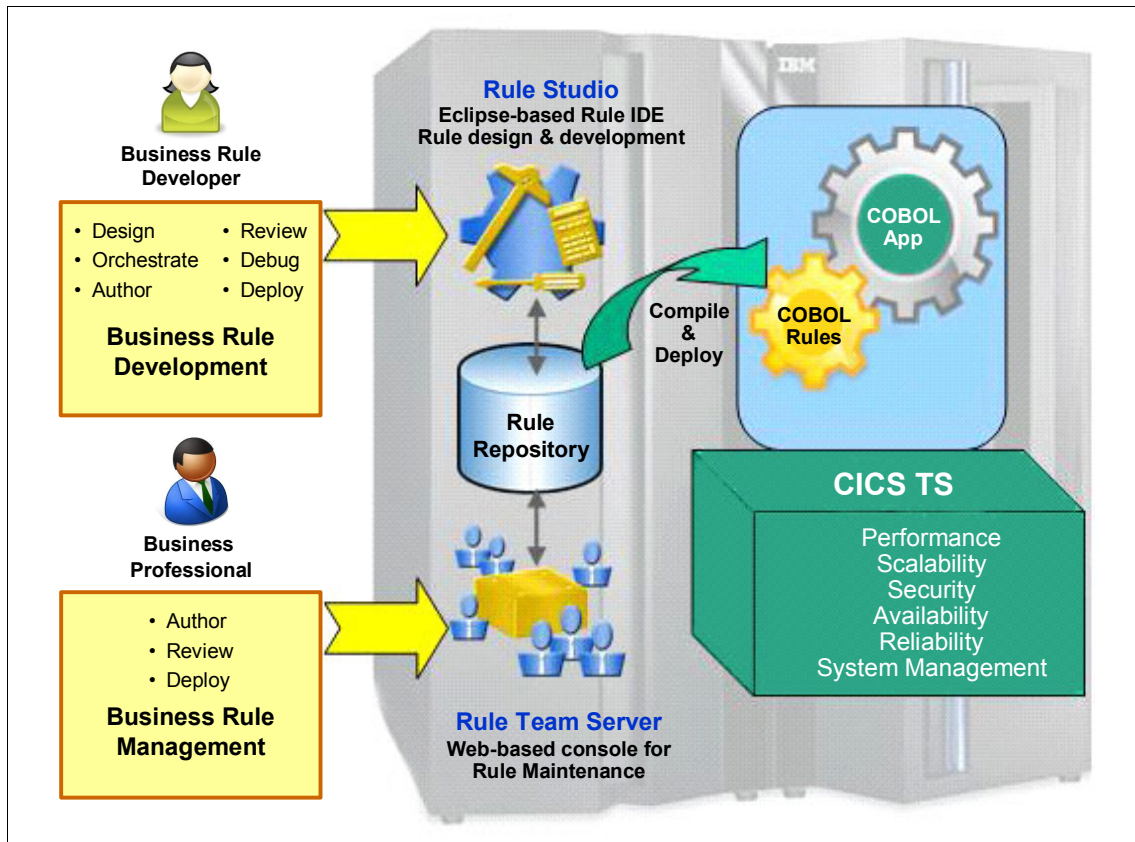 IBM
Business Rule
Developer
• Design
• Orchestrate
• Author
• Review
• Debug
• Deploy
Business Rule
Development
Rule Studio
Eclipse-based Rule IDE
Rule design & development
Rule
Repository
Compile
&
Deploy
COBOL
App
COBOL
Rules
Business
Professional
• Author
• Review
• Deploy
Business Rule
Management
Rule Team Server
Web-based console for
Rule Maintenance
CICS TS
Performance
Scalability
Security
Availability
Reliability
System Management